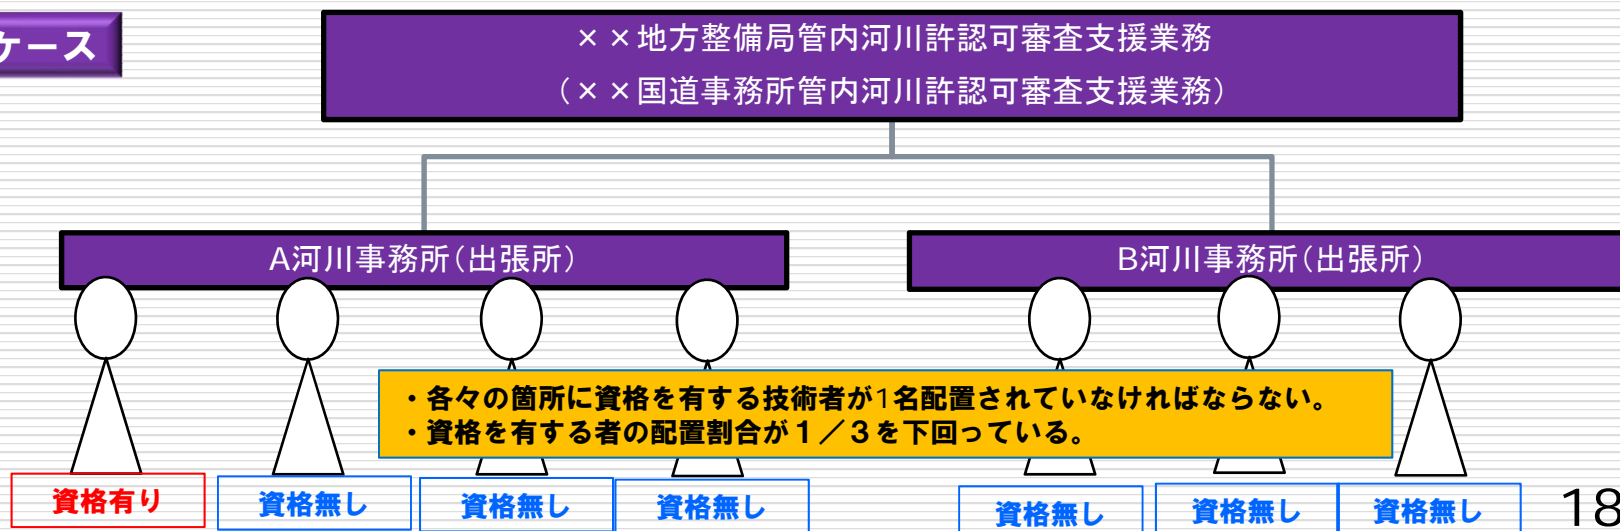 ケース
××地方整備局管内河川許認可審査支援業務
(××国道事務所管内河川許認可審査支援業務)
A河川事務所(出張所)
B河川事務所(出張所)
・各々の箇所に資格を有する技術者が1名配置されていなければならない。
・資格を有する者の配置割合が1/3を下回っている。
資格有り
資格無し
資格無し
資格無し
資格無し
資格無し
資格無し
18